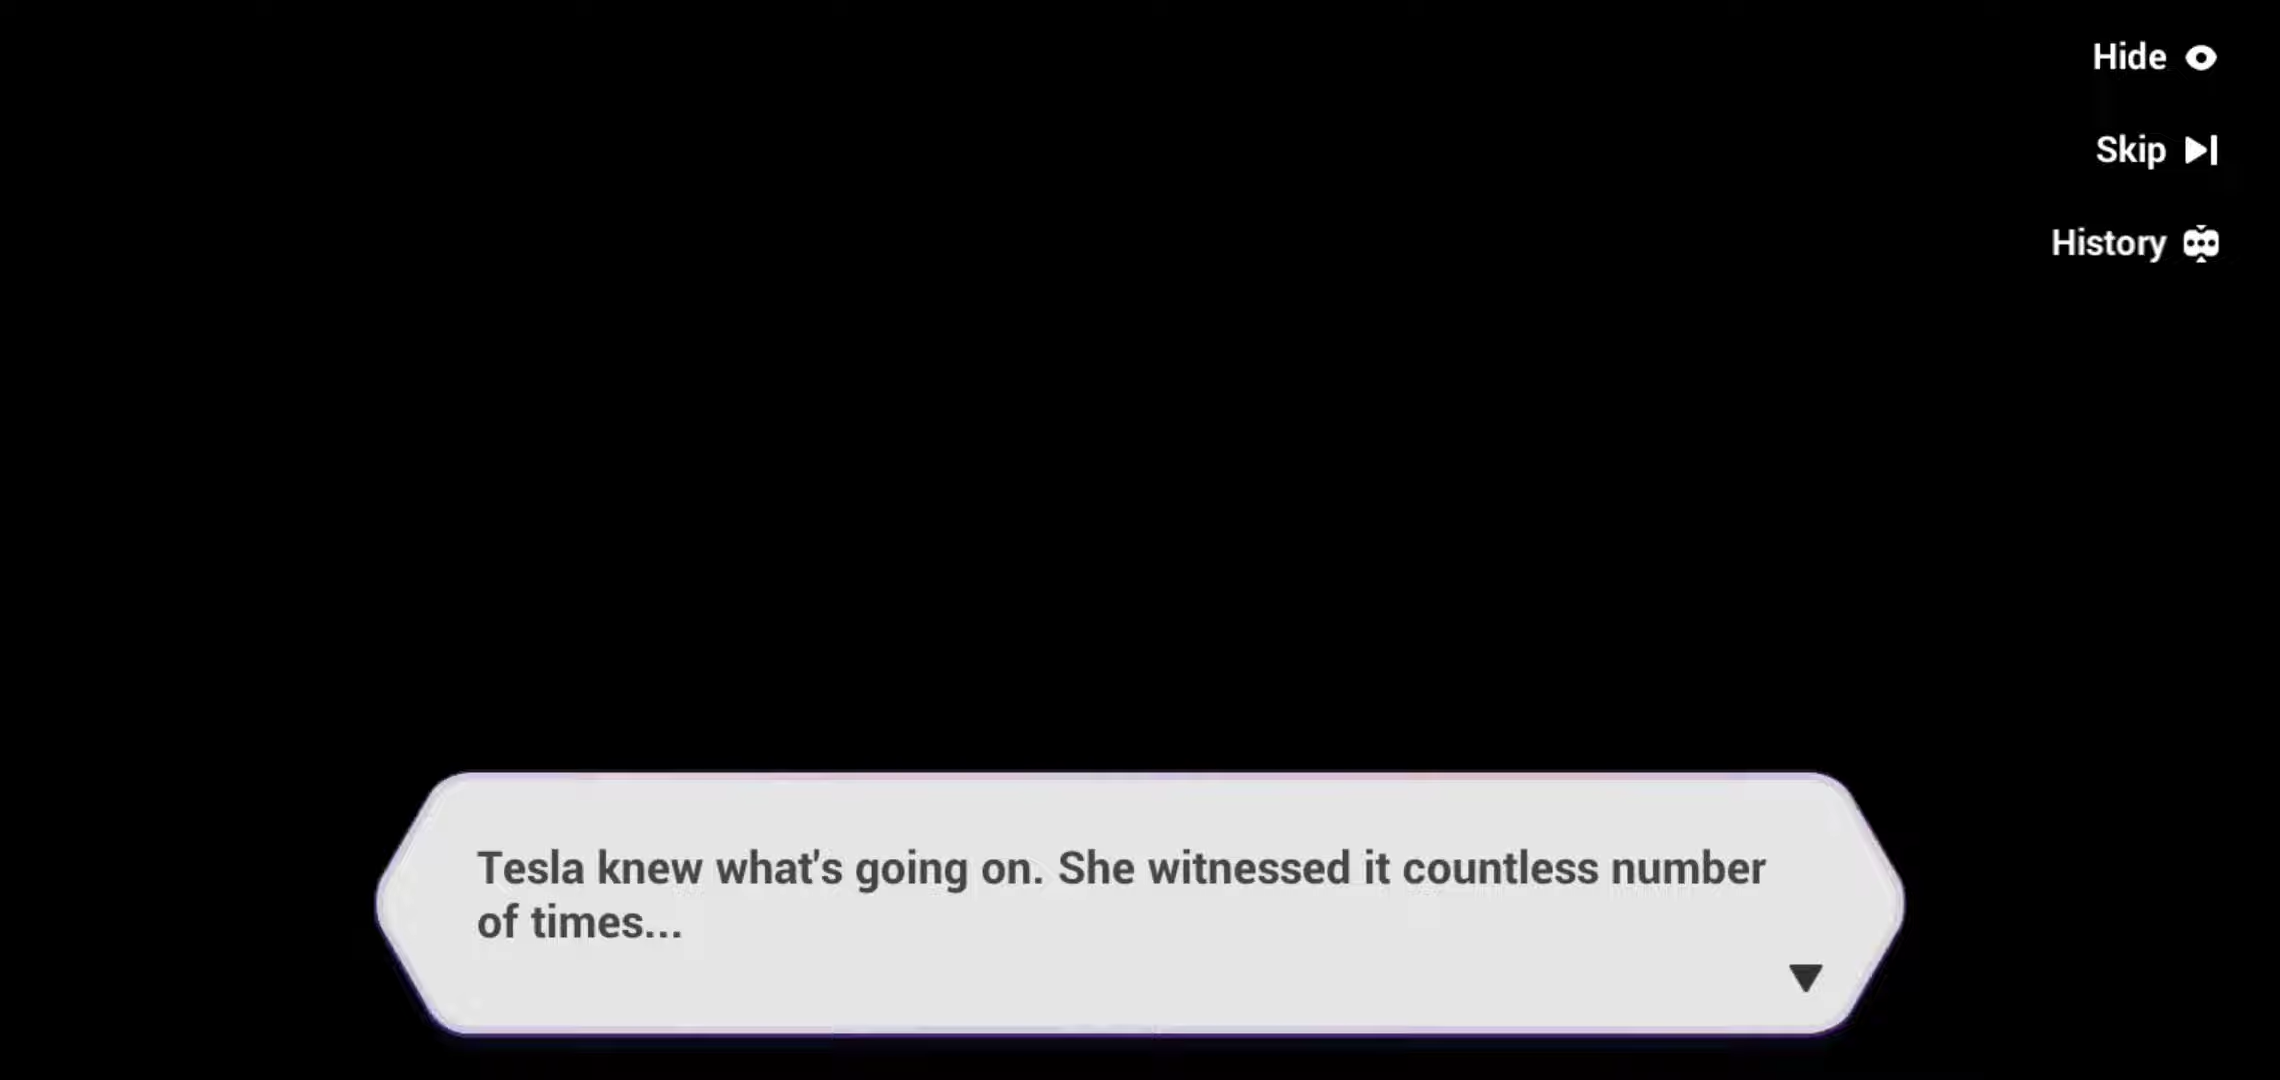 Hide
Skip
History
Tesla knew what's going on. She witnessed it countless number
of times...